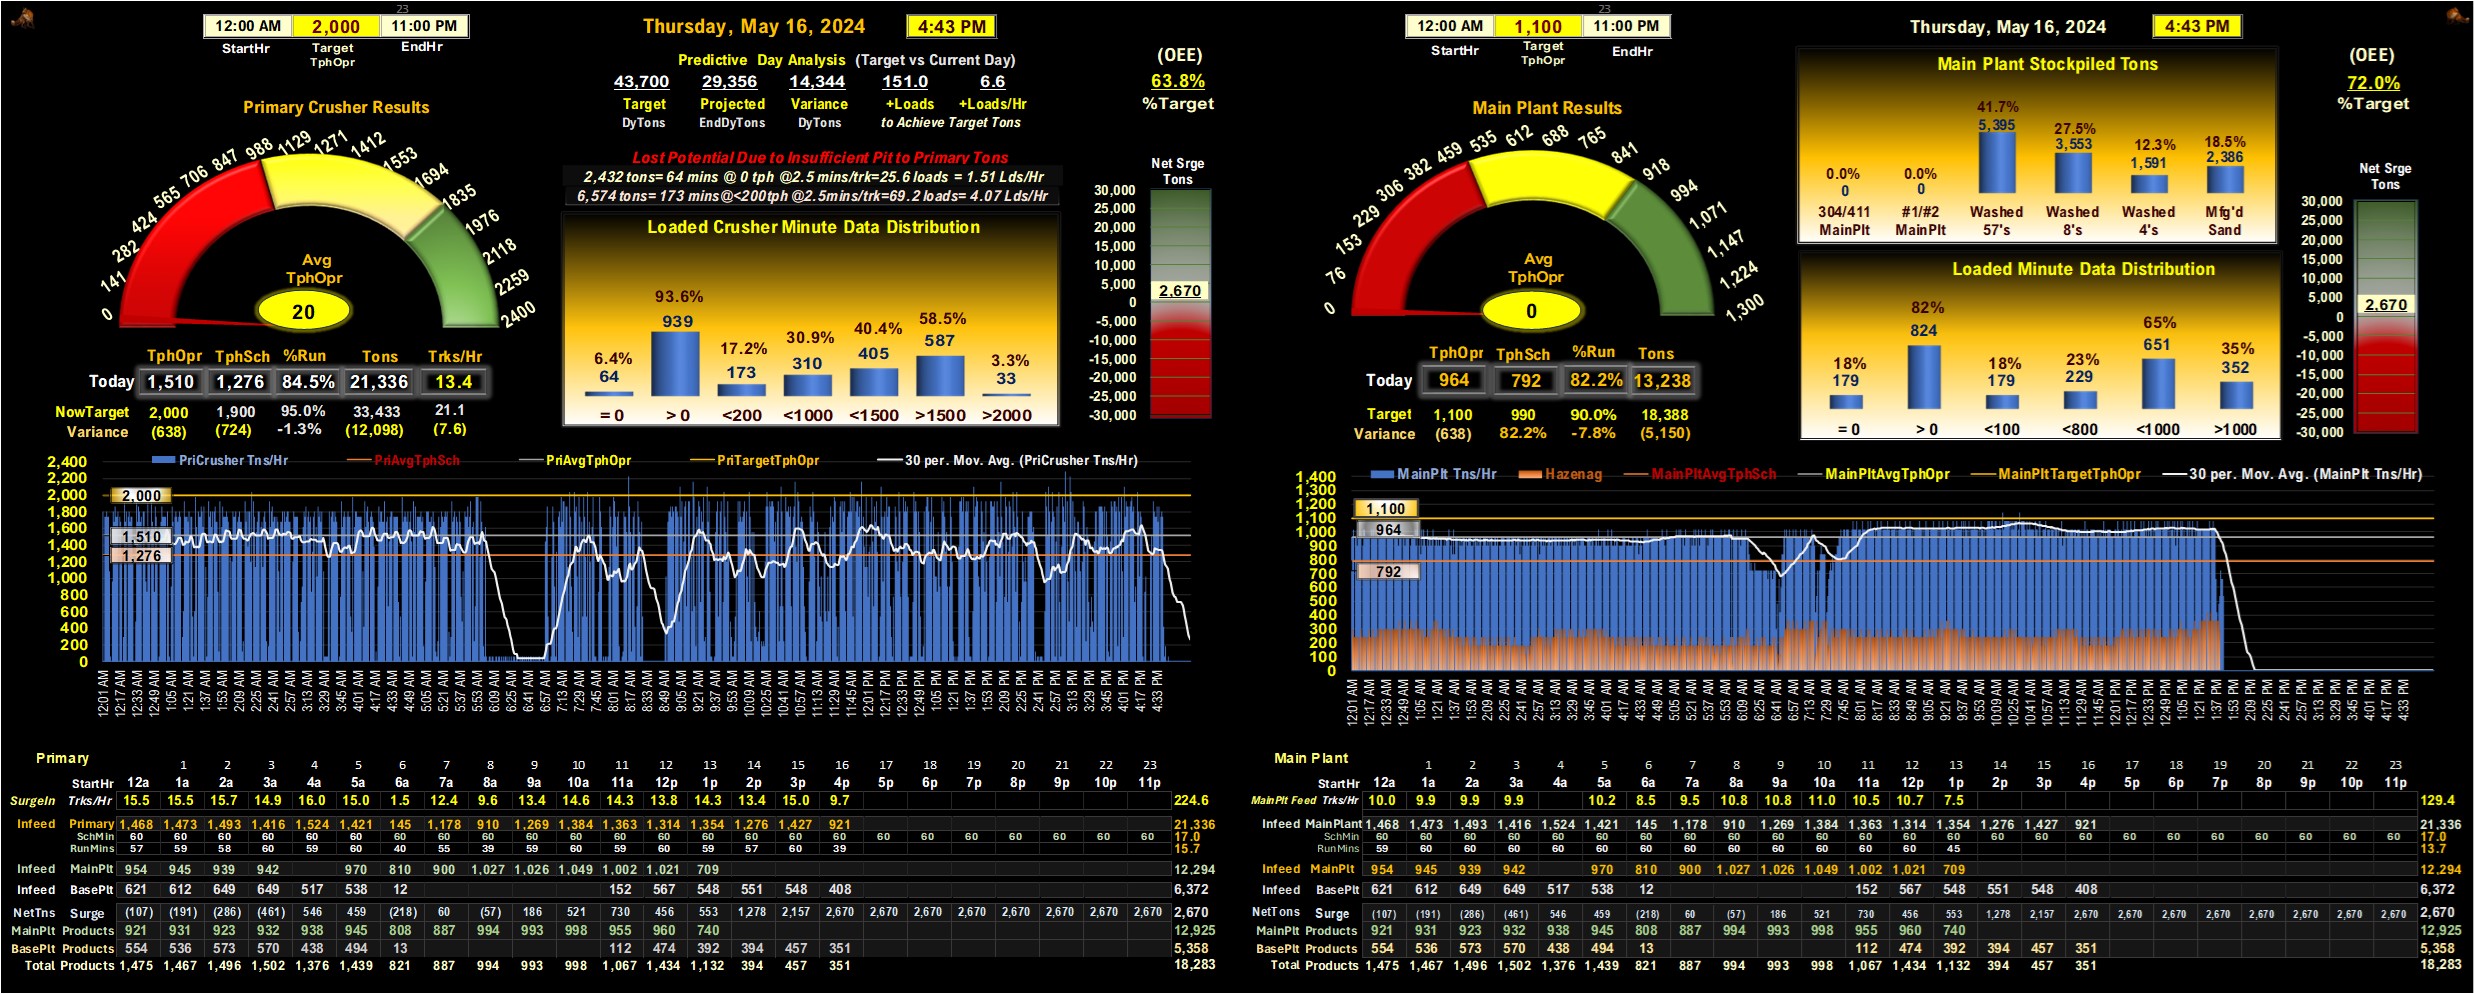 23
12:00 AM 2,000 11:00 PM
StartHr Target TphOpr EndHr
Thursday, May 16, 2024 4:43 PM
Predictive Day Analysis (Target vs Current Day)
43,700 29,356 14,344 151.0 6.6
Target Projected Variance +Loads +Loads/Hr
DyTons EndDyTons DyTons to Achieve Target Tons
(OEE)
63.8%
%Target
Primary Crusher Results
0 141 282 424 565 706 847 988 1129 1271 1412 1553 1694 1835 1976 2118 2259 2400
Avg
TphOpr
20
Lost Potential Due to Insufficient Pit to Primary Tons
2,432 tons= 64 mins @ 0 tph @2.5 mins/trk=25.6 loads = 1.51 Lds/Hr
6,574 tons= 173 mins@<200tph @2.5mins/trk=69.2 loads= 4.07 Lds/Hr
Loaded Crusher Minute Data Distribution
6.4% 93.6% 17.2% 30.9% 40.4% 58.5% 3.3%
64 939 173 310 405 587 33
= 0 > 0 <200 <1000 <1500 >1500 >2000
Net Srge
Tons
30,000
25,000
20,000
15,000
10,000
5,000
2,670
0
-5,000
-10,000
-15,000
-20,000
-25,000
-30,000
TphOpr TphSch %Run Tons Trks/Hr
Today 1,510 1,276 84.5% 21,336 13.4
NowTarget 2,000 1,900 95.0% 33,433 21.1
Variance (638) (724) -1.3% (12,098) (7.6)
PriCrusher Tns/Hr PriAvgTphSch PriAvgTphOpr PriTargetTphOpr 30 per. Mov. Avg. (PriCrusher Tns/Hr)
2,400
2,200
2,000
1,800
1,600
1,400
1,200
1,000
800
600
400
200
0
2,000
1,510
1,276
12:01 AM 12:17 AM 12:33 AM 12:49 AM 1:05 AM 1:21 AM 1:37 AM 1:53 AM 2:09 AM 2:25 AM 2:41 AM 2:57 AM 3:13 AM 3:29 AM 3:45 AM 4:01 AM 4:17 AM 4:33 AM 4:49 AM 5:05 AM 5:21 AM 5:37 AM 5:53 AM 6:09 AM 6:25 AM 6:41 AM 6:57 AM 7:13 AM 7:29 AM 7:45 AM 8:01 AM 8:17 AM 8:33 AM 8:49 AM 9:05 AM 9:21 AM 9:37 AM 9:53 AM 10:09 AM 10:25 AM 10:41 AM 10:57 AM 11:13 AM 11:29 AM 11:45 AM 12:01 PM 12:17 PM 12:33 PM 12:49 PM 1:05 PM 1:21 PM 1:37 PM 1:53 PM 2:09 PM 2:25 PM 2:41 PM 2:57 PM 3:13 PM 3:29 PM 3:45 PM 4:01 PM 4:17 PM 4:33 PM
Primary
1 2 3 4 5 6 7 8 9 10 11 12 13 14 15 16 17 18 19 20 21 22 23
StartHr 12a 1a 2a 3a 4a 5a 6a 7a 8a 9a 10a 11a 12p 1p 2p 3p 4p 5p 6p 7p 8p 9p 10p 11p
SurgeIn Trks/Hr 15.5 15.5 15.7 14.9 16.0 15.0 1.5 12.4 9.6 13.4 14.6 14.3 13.8 14.3 13.4 15.0 9.7 224.6
Infeed Primary 1,468 1,473 1,493 1,416 1,524 1,421 145 1,178 910 1,269 1,384 1,363 1,314 1,354 1,276 1,427 921 21,336
SchMin 60 60 60 60 60 60 60 60 60 60 60 60 60 60 60 60 60 60 60 60 60 60 60 60 17.0
RunMins 57 59 58 60 59 60 40 55 39 59 60 60 60 59 57 60 39 15.7
Infeed MainPlt 954 945 939 942 970 810 900 1,027 1,026 1,049 1,002 1,021 709 12,294
Infeed BasePlt 621 612 649 649 517 538 12 152 567 548 551 548 408 6,372
NetTns Surge (107) (191) (286) (461) 546 459 (218) 60 (57) 186 521 730 456 553 1,278 2,157 2,670 2,670 2,670 2,670 2,670 2,670 2,670 2,670 2,670
MainPlt Products 921 931 923 932 938 945 808 887 994 993 998 955 960 740 12,925
BasePlt Products 554 536 573 570 438 494 13 112 474 392 394 457 351 5,358
Total Products 1,475 1,467 1,496 1,502 1,376 1,439 821 887 994 993 998 1,067 1,434 1,132 394 457 351 18,283
23
12:00 AM 1,100 11:00 PM
StartHr Target TphOpr EndHr
Thursday, May 16, 2024 4:43 PM
(OEE)
72.0%
%Target
Main Plant Results
0 76 153 229 306 382 459 535 612 688 765 841 918 994 1,071 1,147 1,224 1,300
Avg
TphOpr
0
Main Plant Stockpiled Tons
0.0% 0.0% 41.7% 27.5% 12.3% 18.5%
0 0 5,395 3,553 1,591 2,386
304/411 #1/#2 Washed Washed Washed Mfg'd
MainPlt MainPlt 57's 8's 4's Sand
Loaded Minute Data Distribution
18% 82% 18% 23% 65% 35%
179 824 179 229 651 352
= 0 > 0 <100 <800 <1000 >1000
Net Srge
Tons
30,000
25,000
20,000
15,000
10,000
5,000
2,670
0
-5,000
-10,000
-15,000
-20,000
-25,000
-30,000
TphOpr TphSch %Run Tons
Today 964 792 82.2% 13,238
Target 1,100 990 90.0% 18,388
Variance (638) 82.2% -7.8% (5,150)
MainPlt Tns/Hr Hazenag MainPltAvgTphSch MainPltAvgTphOpr MainPltTargetTphOpr 30 per. Mov. Avg. (MainPlt Tns/Hr)
1,400
1,300
1,200
1,100
1,000
900
800
700
600
500
400
300
200
100
0
1,100
964
792
12:01 AM 12:17 AM 12:33 AM 12:49 AM 1:05 AM 1:21 AM 1:37 AM 1:53 AM 2:09 AM 2:25 AM 2:41 AM 2:57 AM 3:13 AM 3:29 AM 3:45 AM 4:01 AM 4:17 AM 4:33 AM 4:49 AM 5:05 AM 5:21 AM 5:37 AM 5:53 AM 6:09 AM 6:25 AM 6:41 AM 6:57 AM 7:13 AM 7:29 AM 7:45 AM 8:01 AM 8:17 AM 8:33 AM 8:49 AM 9:05 AM 9:21 AM 9:37 AM 9:53 AM 10:09 AM 10:25 AM 10:41 AM 10:57 AM 11:13 AM 11:29 AM 11:45 AM 12:01 PM 12:17 PM 12:33 PM 12:49 PM 1:05 PM 1:21 PM 1:37 PM 1:53 PM 2:09 PM 2:25 PM 2:41 PM 2:57 PM 3:13 PM 3:29 PM 3:45 PM 4:01 PM 4:17 PM 4:33 PM
Main Plant
1 2 3 4 5 6 7 8 9 10 11 12 13 14 15 16 17 18 19 20 21 22 23
StartHr 12a 1a 2a 3a 4a 5a 6a 7a 8a 9a 10a 11a 12p 1p 2p 3p 4p 5p 6p 7p 8p 9p 10p 11p
MainPlt Feed Trks/Hr 10.0 9.9 9.9 9.9 10.2 8.5 9.5 10.8 10.8 11.0 10.5 10.7 7.5 129.4
Infeed MainPlant 1,468 1,473 1,493 1,416 1,524 1,421 145 1,178 910 1,269 1,384 1,363 1,314 1,354 1,276 1,427 921 21,336
SchMin 60 60 60 60 60 60 60 60 60 60 60 60 60 60 60 60 60 60 60 60 60 60 60 60 17.0
RunMins 59 60 60 60 60 60 60 60 60 60 60 60 45 13.7
Infeed MainPlt 954 945 939 942 970 810 900 1,027 1,026 1,049 1,002 1,021 709 12,294
Infeed BasePlt 621 612 649 649 517 538 12 152 567 548 551 548 408 6,372
NetTons Surge (107) (191) (286) (461) 546 459 (218) 60 (57) 186 521 730 456 553 1,278 2,157 2,670 2,670 2,670 2,670 2,670 2,670 2,670 2,670 2,670
MainPlt Products 921 931 923 932 938 945 808 887 994 993 998 955 960 740 12,925
BasePlt Products 554 536 573 570 438 494 13 112 474 392 394 457 351 5,358
Total Products 1,475 1,467 1,496 1,502 1,376 1,439 821 887 994 993 998 1,067 1,434 1,132 394 457 351 18,283